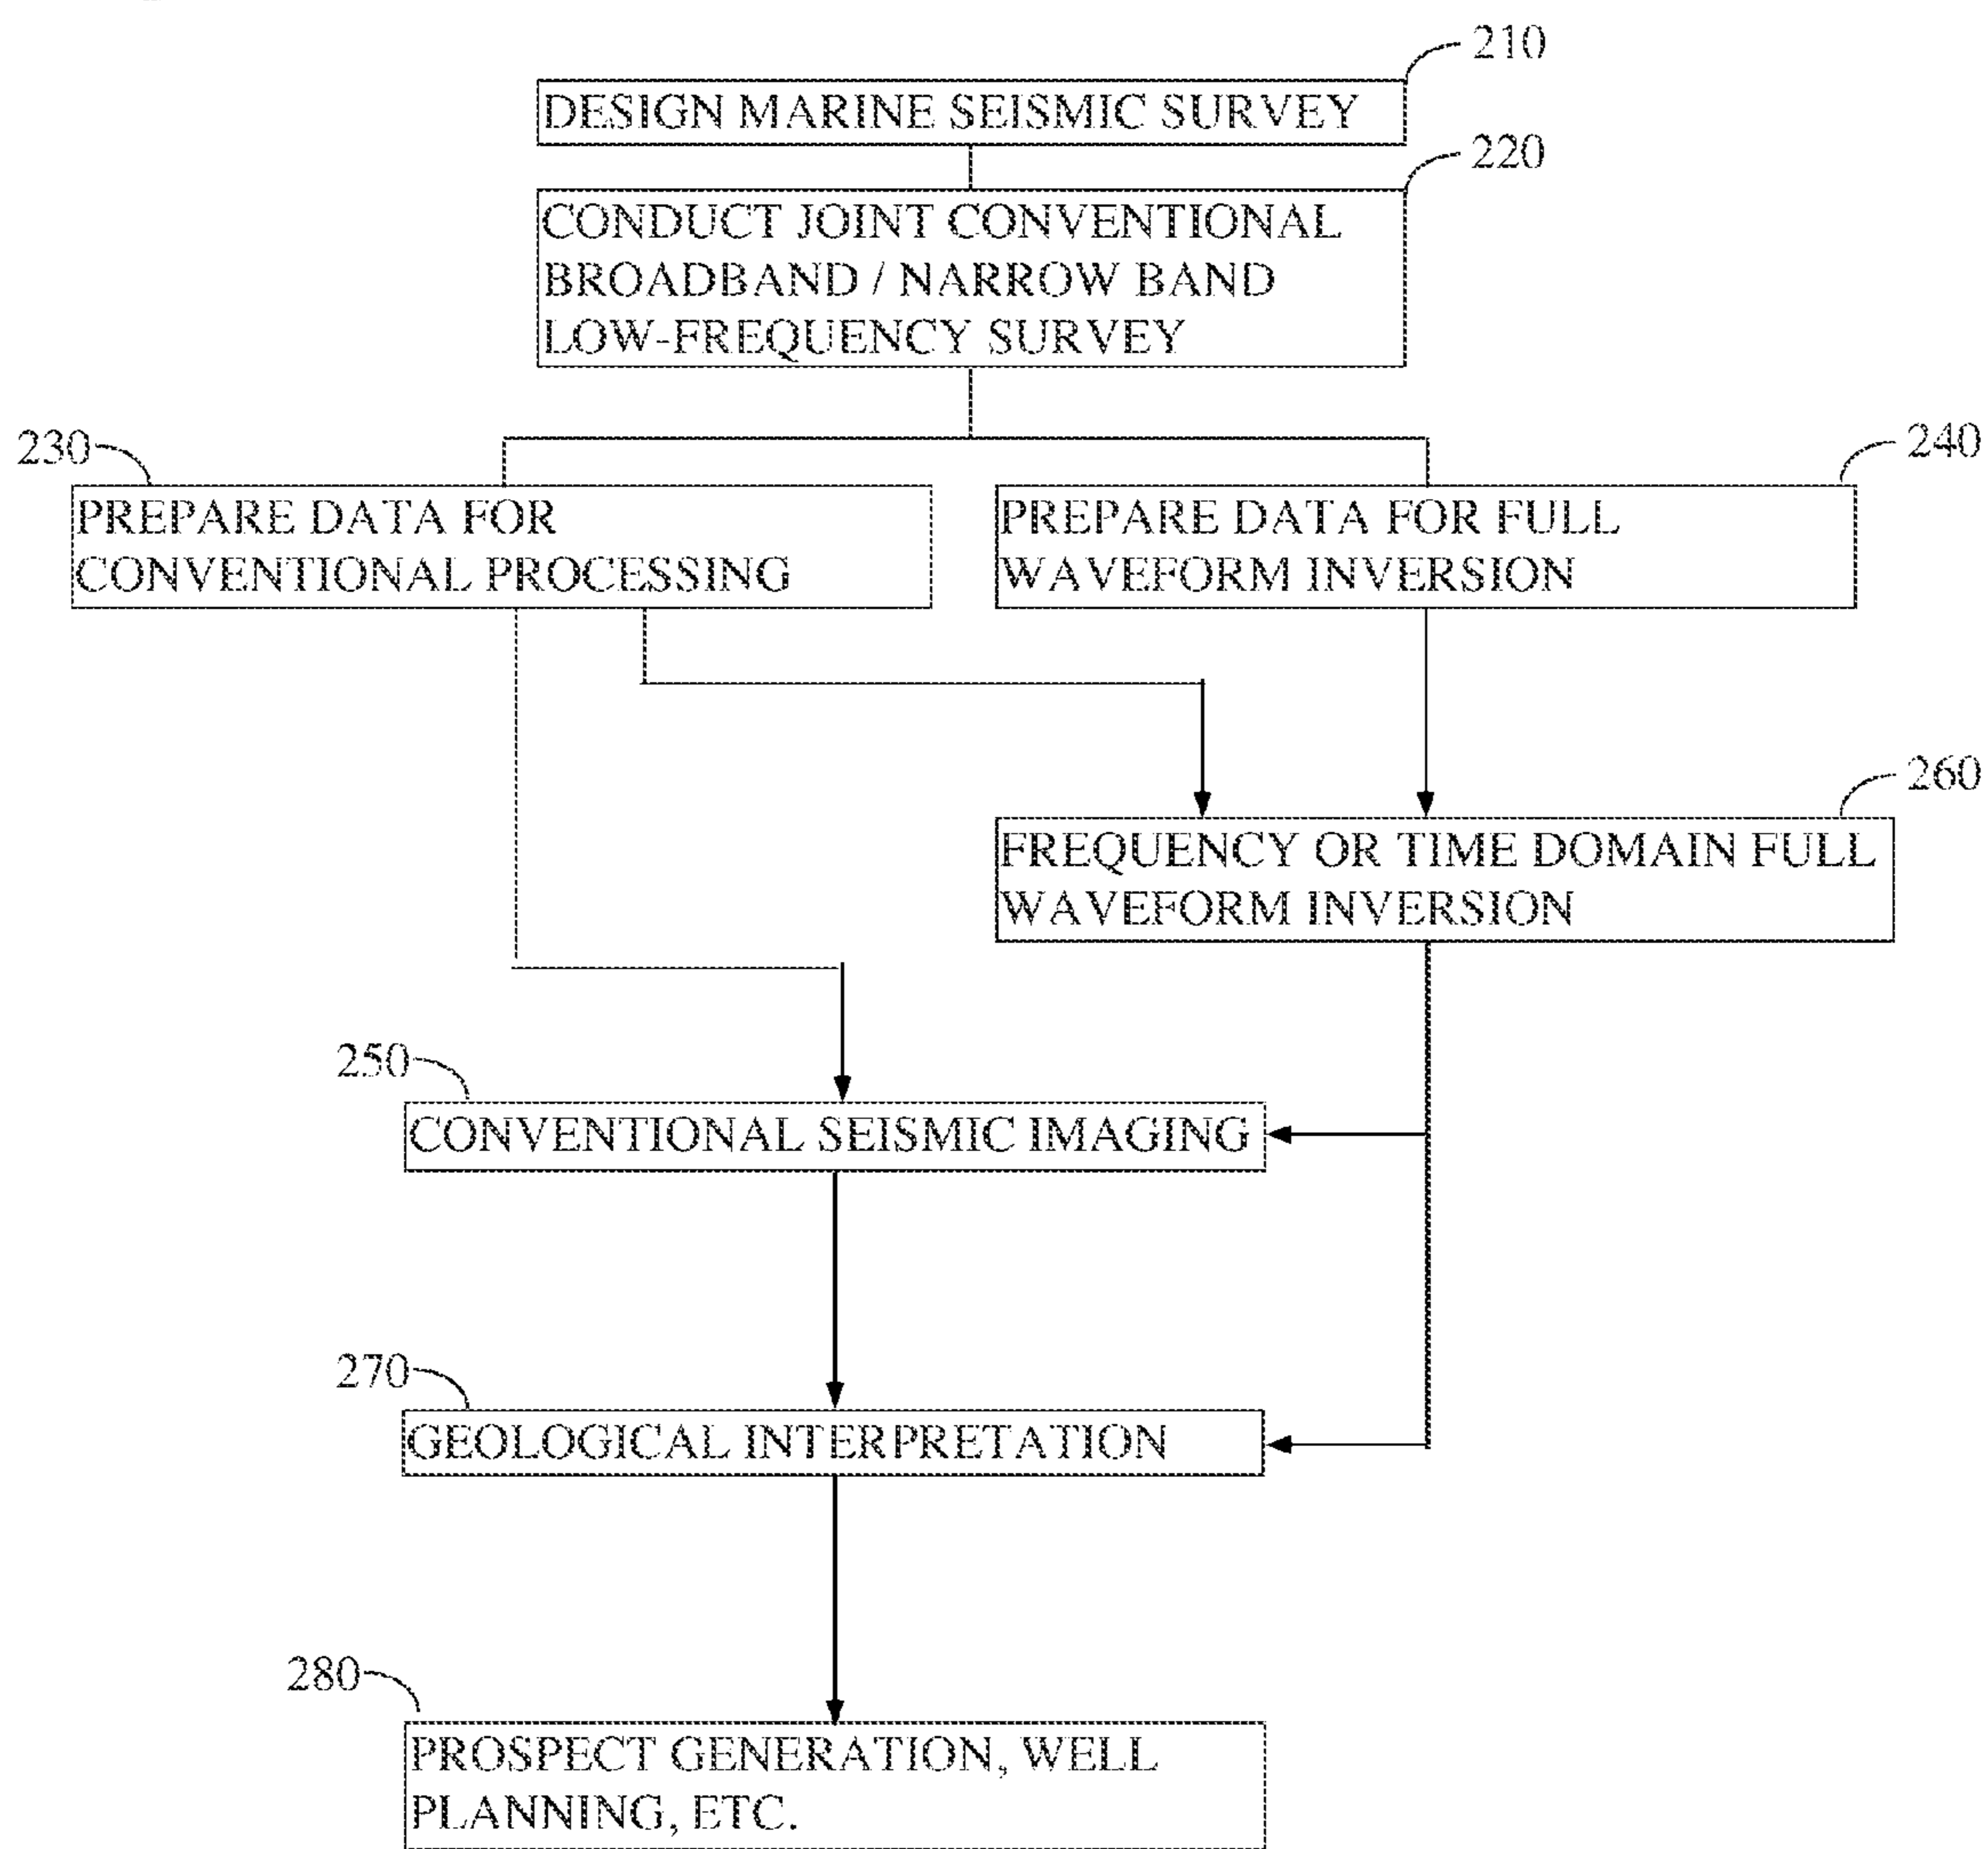 210
DESIGN MARINE SEISMIC SURVEY
220
CONDUCT JOINT CONVENTIONAL
BROADBAND / NARROW BAND
LOW-FREQUENCY SURVEY
230
PREPARE DATA FOR
CONVENTIONAL PROCESSING
240
PREPARE DATA FOR FULL
WAVEFORM INVERSION
260
FREQUENCY OR TIME DOMAIN FULL
WAVEFORM INVERSION
250
CONVENTIONAL SEISMIC IMAGING
270
GEOLOGICAL INTERPRETATION
280
PROSPECT GENERATION, WELL
PLANNING, ETC.